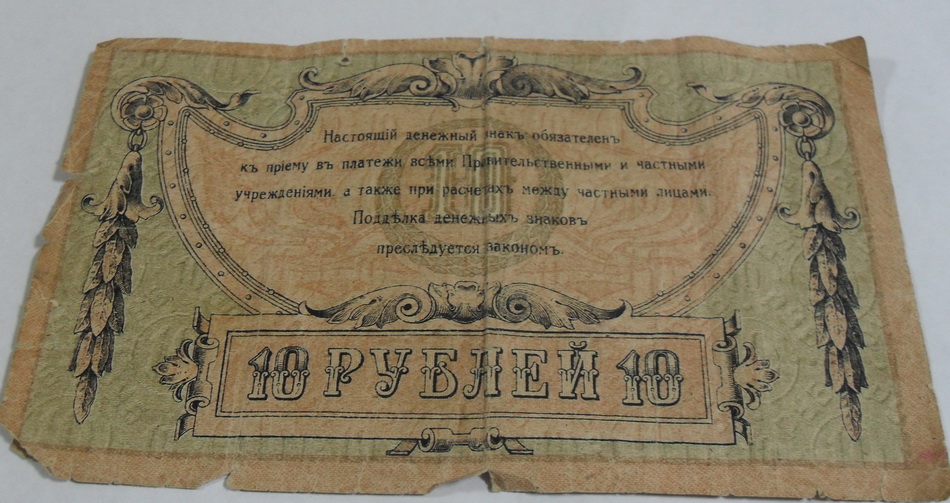 Настоящій денежный знакъ обязателенъ
къ пріему въ платежи всѣми Правительственными и частными
учрежденіями, а также при расчетахъ между частными лицами.
Поддѣлка денежныхъ знаковъ
преслѣдуется закономъ.
10 РУБЛЕЙ 10